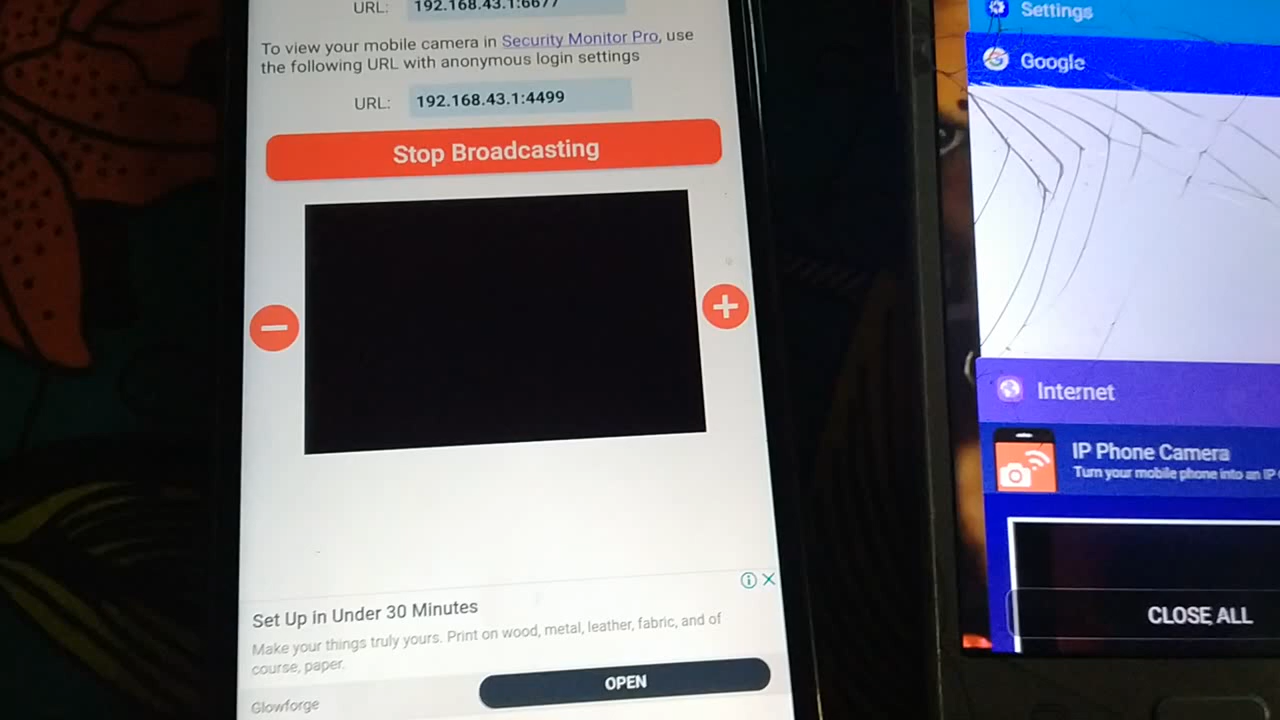 URL: 192.168.43.1:6677
To view your mobile camera in Security Monitor Pro, use
the following URL with anonymous login settings
URL: 192.168.43.1:4499
Stop Broadcasting
Set Up in Under 30 Minutes
Make your things truly yours. Print on wood, metal, leather, fabric, and of
course, paper.
OPEN
Glowforge
Settings
Google
Internet
IP Phone Camera
Turn your mobile phone into an IP
CLOSE ALL